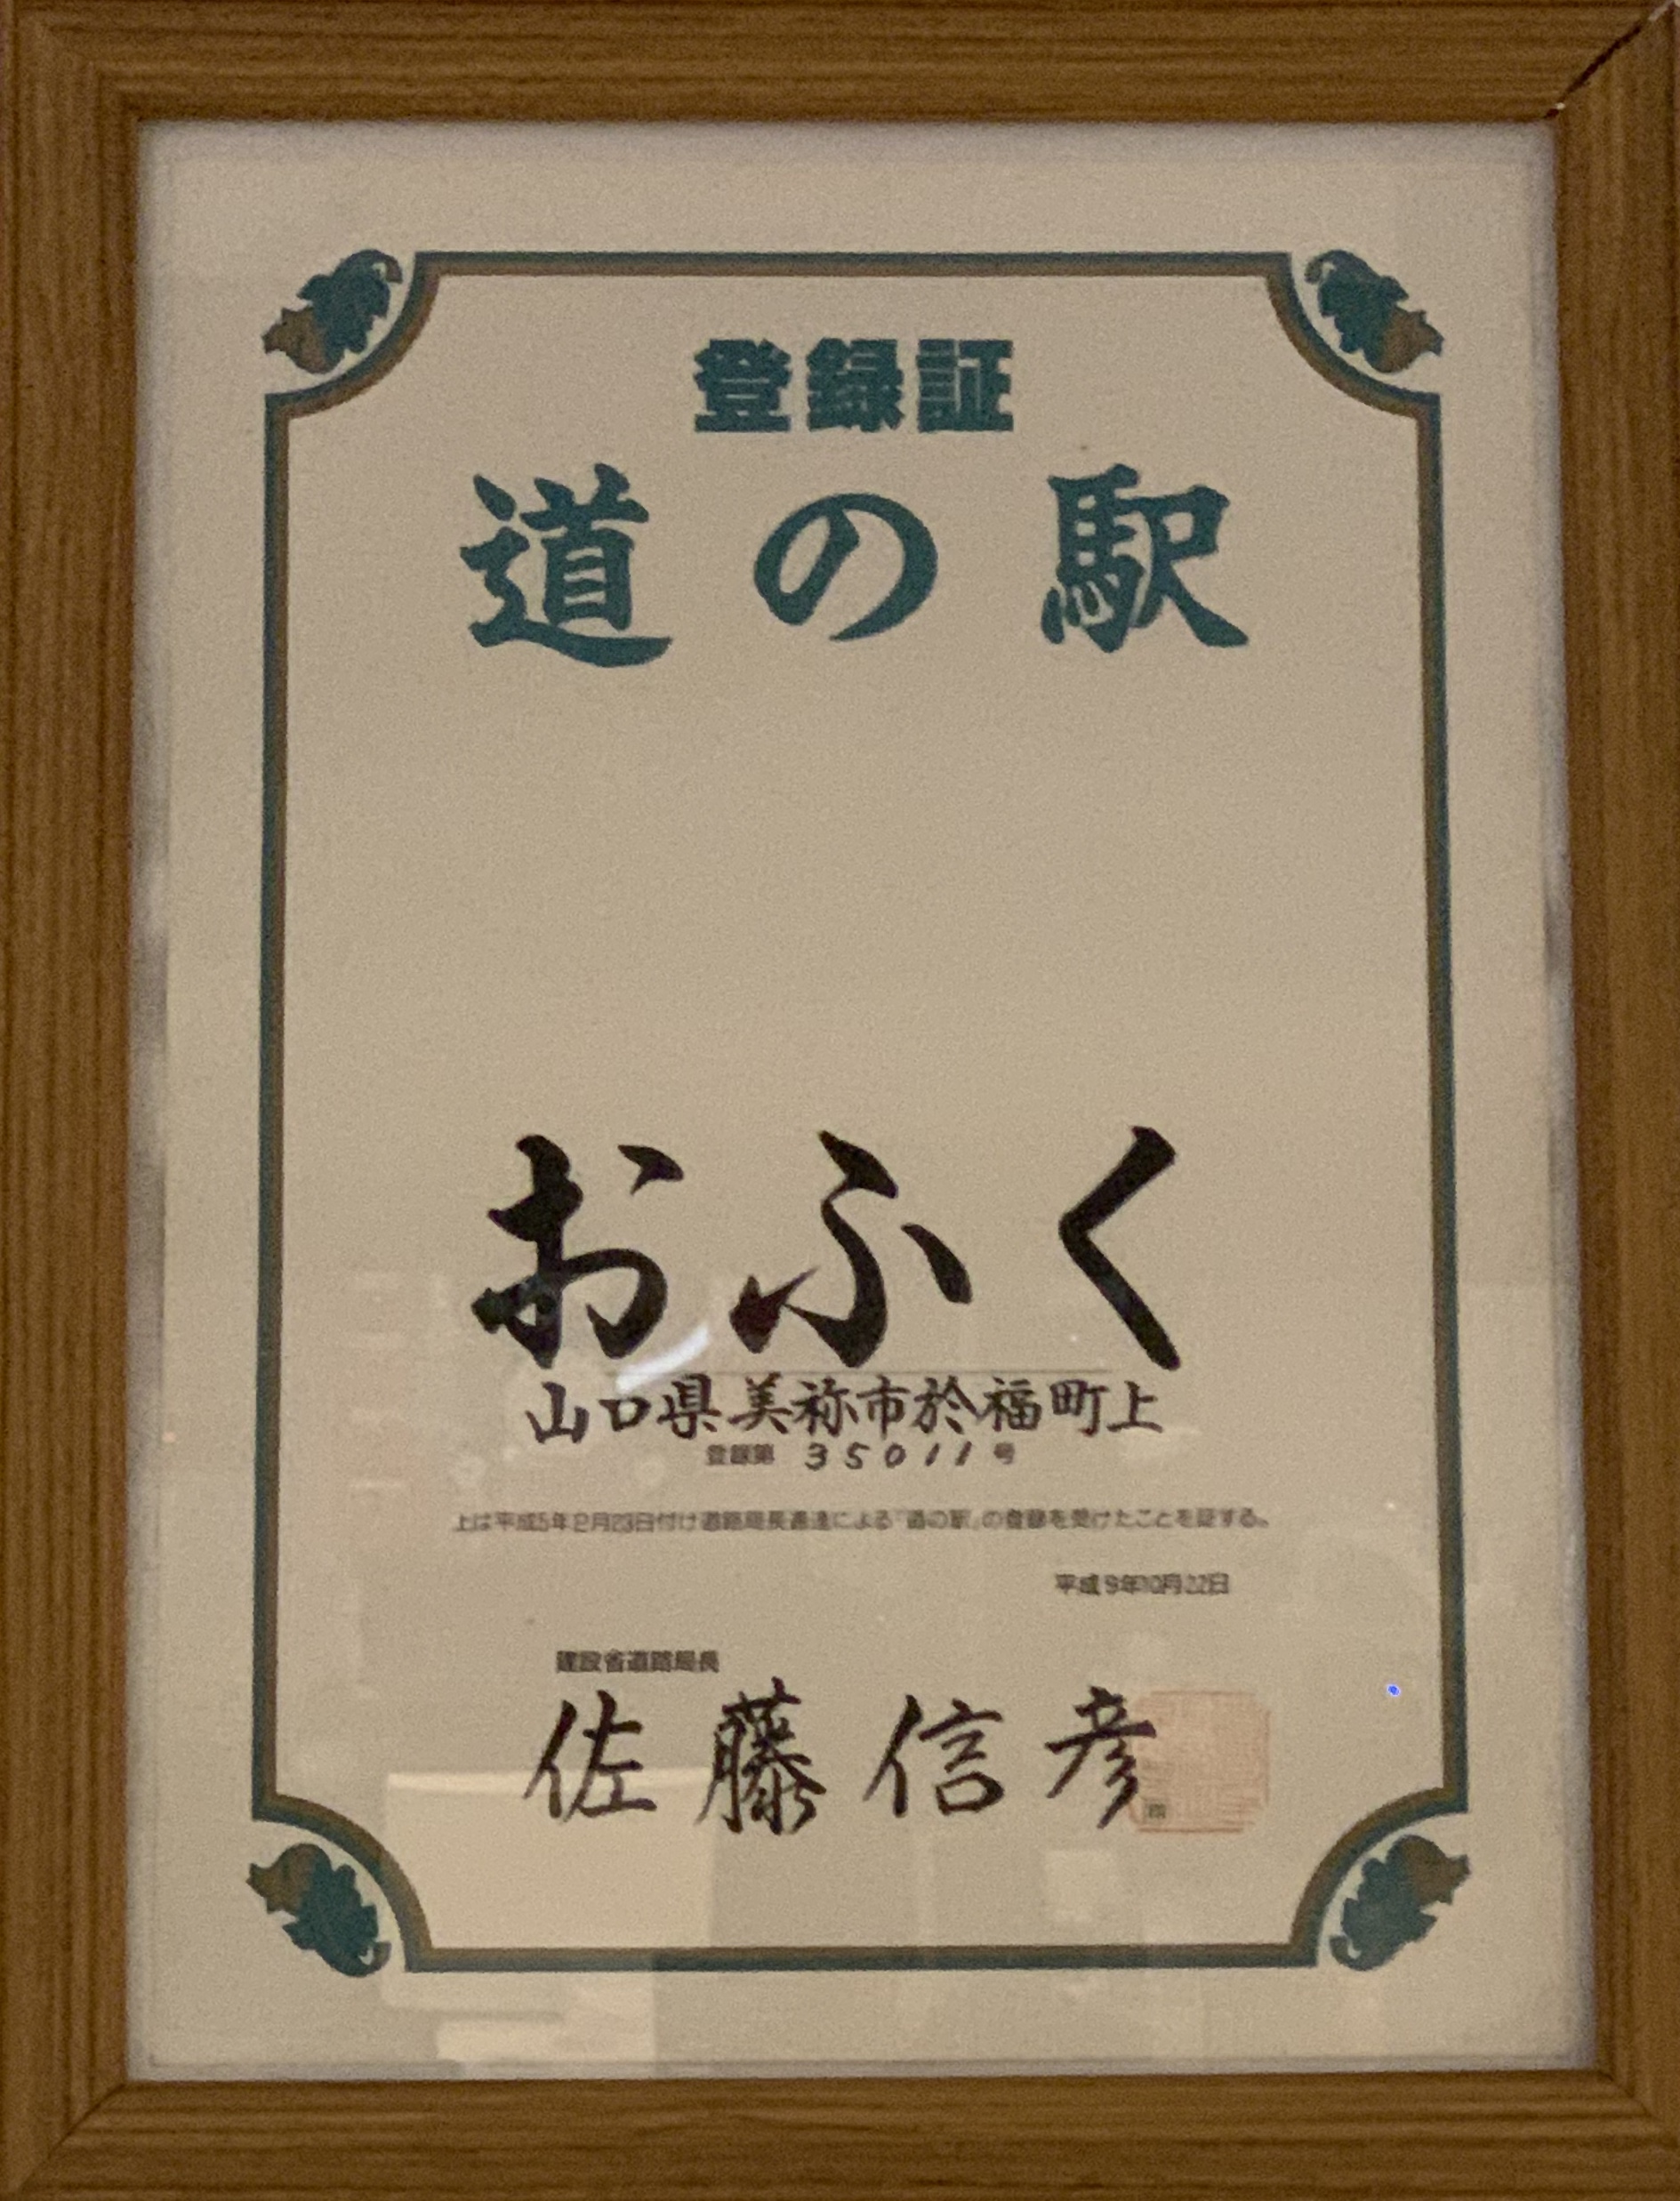 登録証
道の駅
おふく
山口県美祢市於福町上
登録第 35011 号
上は平成5年2月23日付け道路局長通達による「道の駅」の登録を受けたことを証する。
平成9年10月22日
建設省道路局長
佐藤信彦